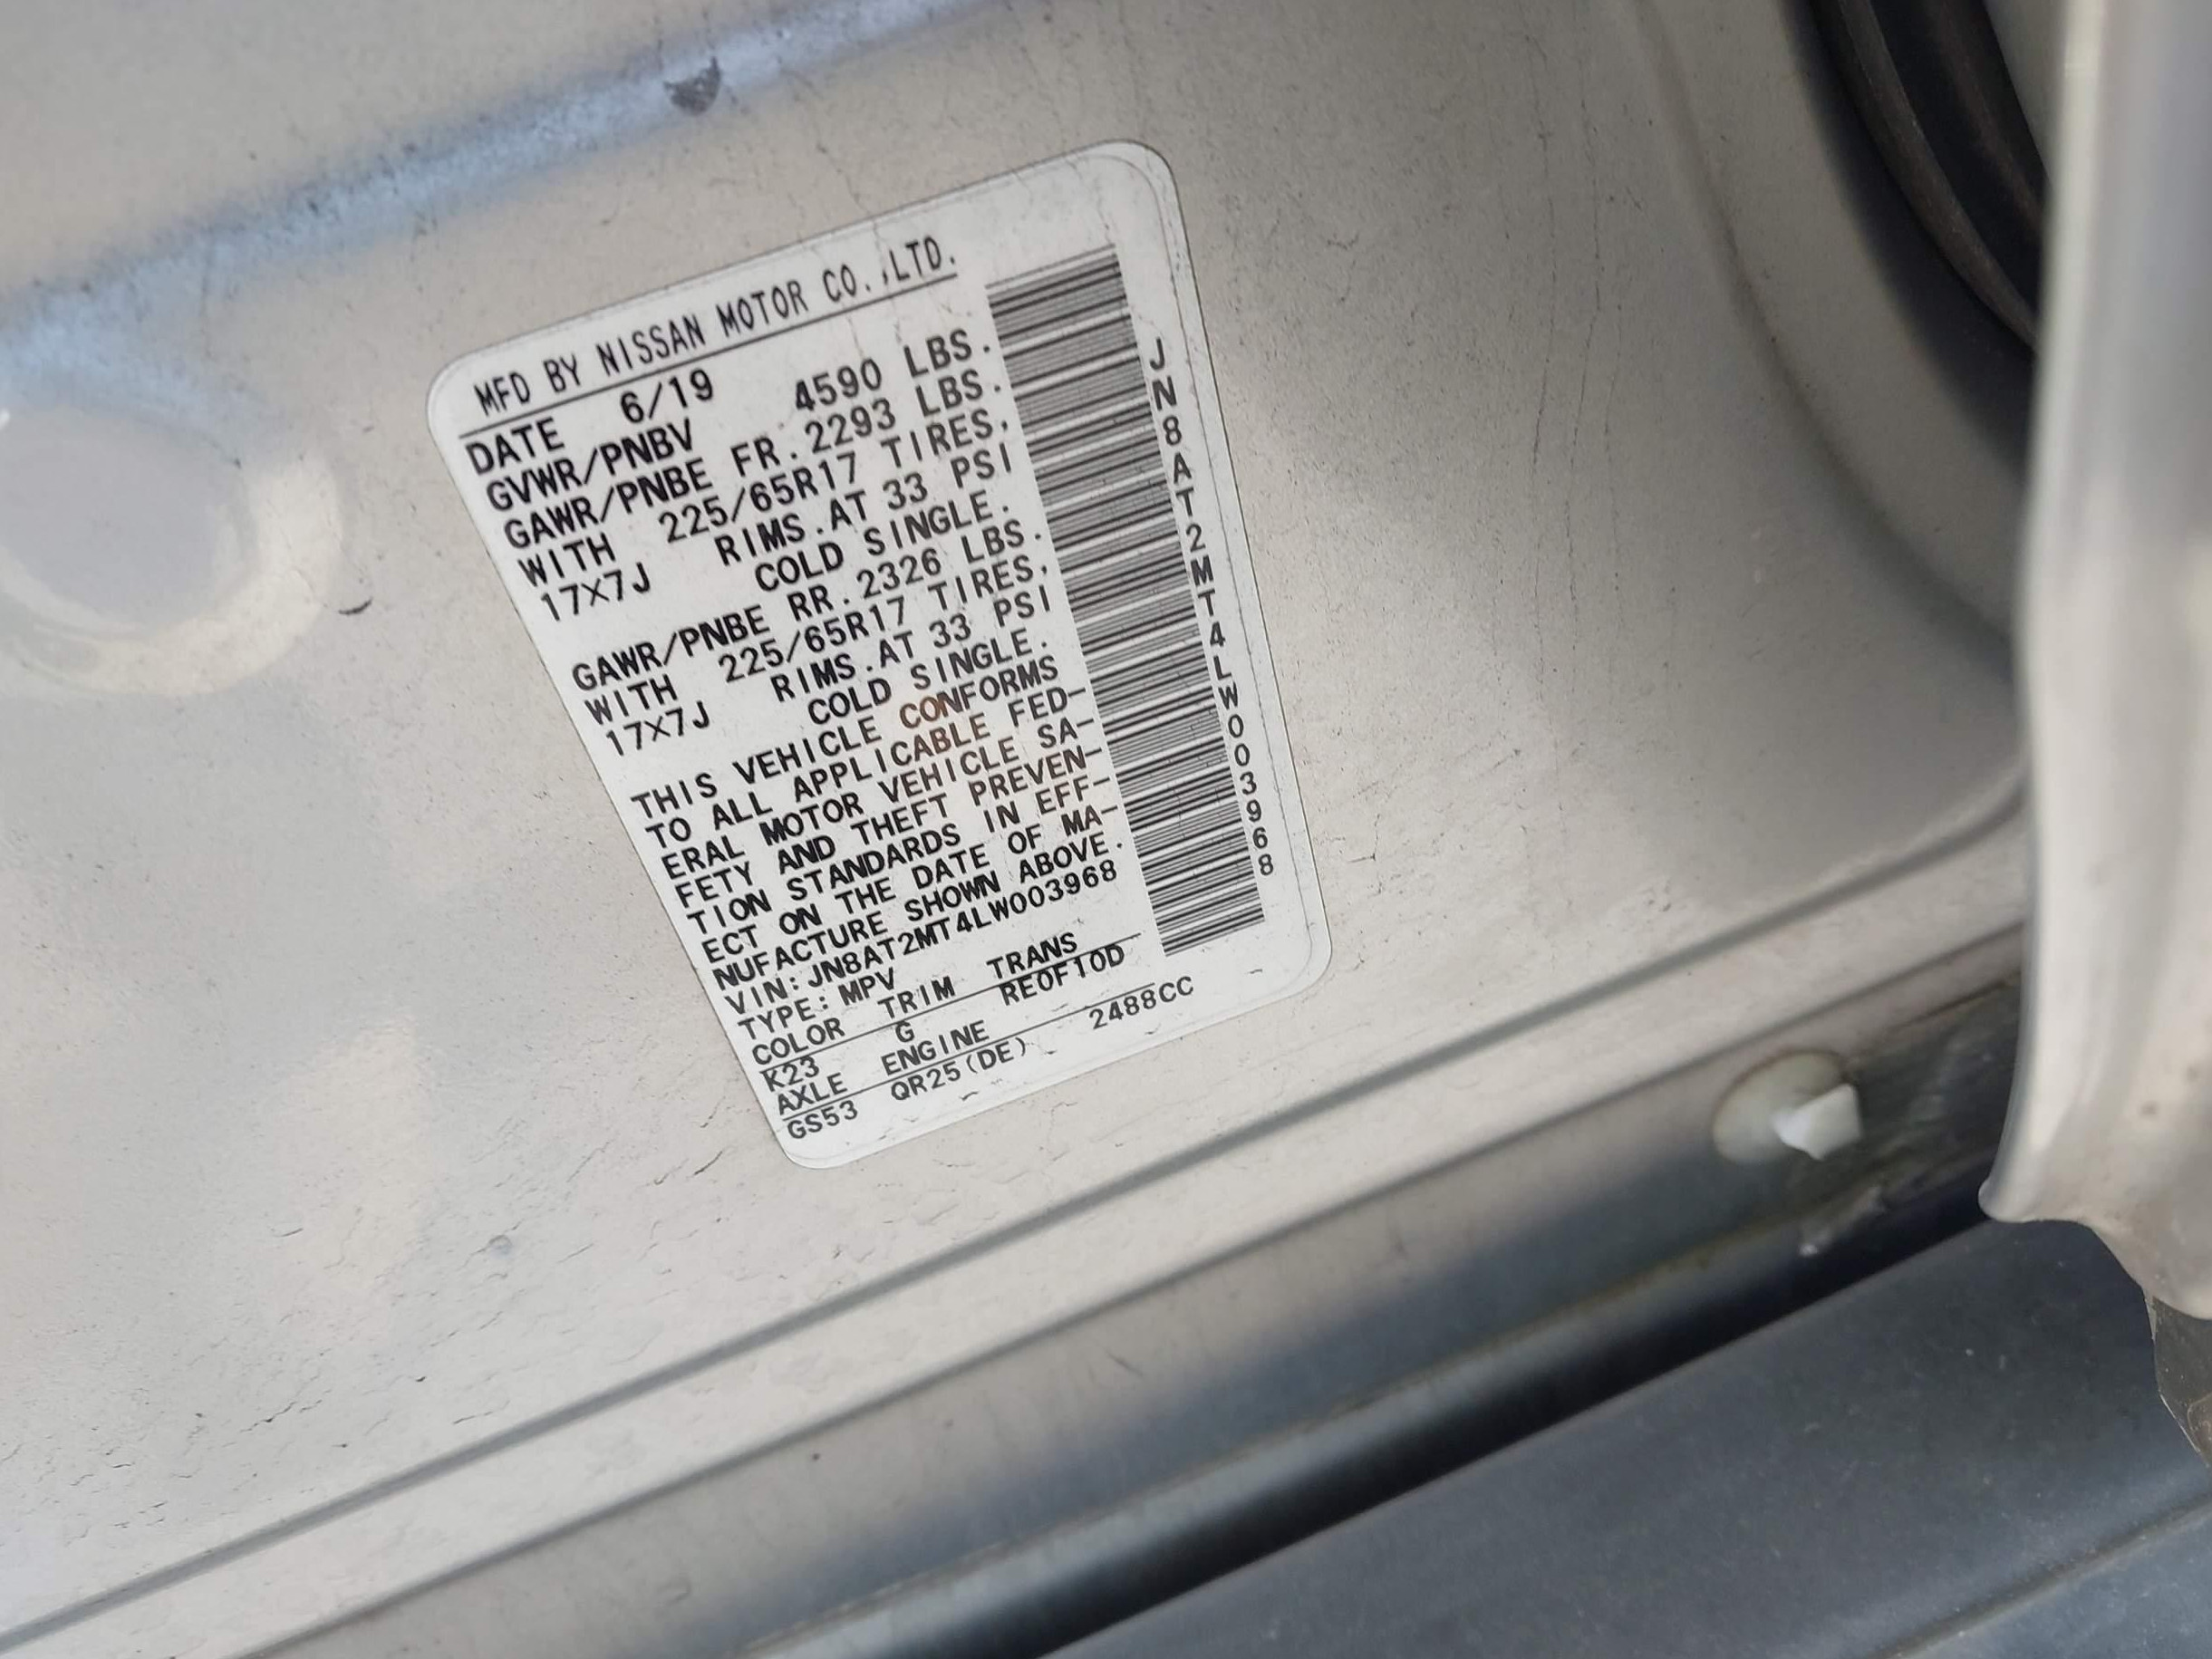 MFD BY NISSAN MOTOR CO.,LTD.
DATE 6/19
GVWR/PNBV 4590 LBS.
GAWR/PNBE FR.2293 LBS.
WITH 225/65R17 TIRES,
17X7J RIMS.AT 33 PSI
COLD SINGLE.
GAWR/PNBE RR.2326 LBS.
WITH 225/65R17 TIRES,
17X7J RIMS.AT 33 PSI
COLD SINGLE.
THIS VEHICLE CONFORMS
TO ALL APPLICABLE FED-
ERAL MOTOR VEHICLE SA-
FETY AND THEFT PREVEN-
TION STANDARDS IN EFF-
ECT ON THE DATE OF MA-
NUFACTURE SHOWN ABOVE.
VIN:JN8AT2MT4LW003968
TYPE:MPV
COLOR TRIM TRANS
K23 G RE0F10D
AXLE ENGINE
GS53 QR25(DE) 2488CC
JN8AT2MT4LW003968